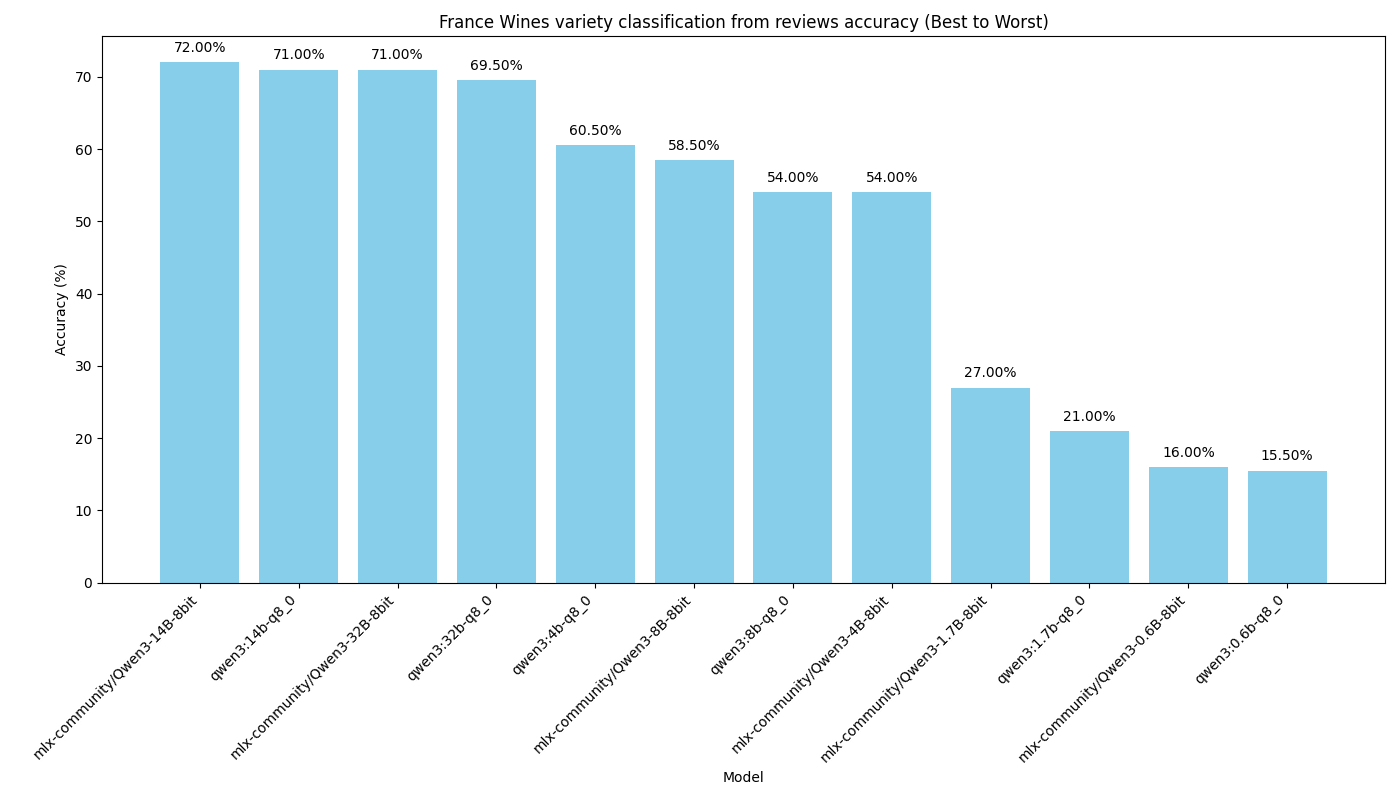 France Wines variety classification from reviews accuracy (Best to Worst)
72.00%
71.00%
71.00%
69.50%
60.50%
58.50%
54.00%
54.00%
27.00%
21.00%
16.00%
15.50%
Accuracy (%)
70
60
50
40
30
20
10
0
mlx-community/Qwen3-14B-8bit
qwen3:14b-q8_0
mlx-community/Qwen3-32B-8bit
qwen3:32b-q8_0
qwen3:4b-q8_0
mlx-community/Qwen3-8B-8bit
qwen3:8b-q8_0
mlx-community/Qwen3-4B-8bit
mlx-community/Qwen3-1.7B-8bit
qwen3:1.7b-q8_0
mlx-community/Qwen3-0.6B-8bit
qwen3:0.6b-q8_0
Model